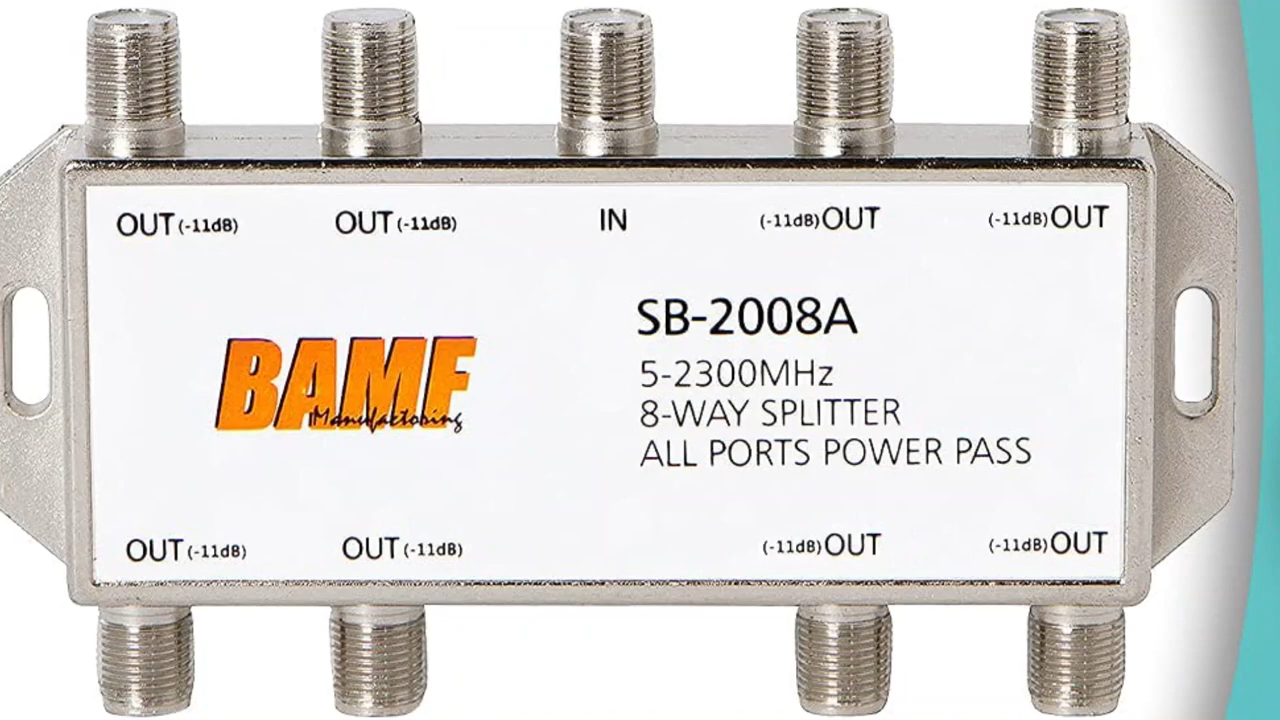 OUT (-11dB) OUT (-11dB) IN (-11dB) OUT (-11dB) OUT
SB-2008A
5-2300MHz
8-WAY SPLITTER
ALL PORTS POWER PASS
BAMF
Manufactoring
OUT (-11dB) OUT (-11dB) (-11dB) OUT (-11dB) OUT